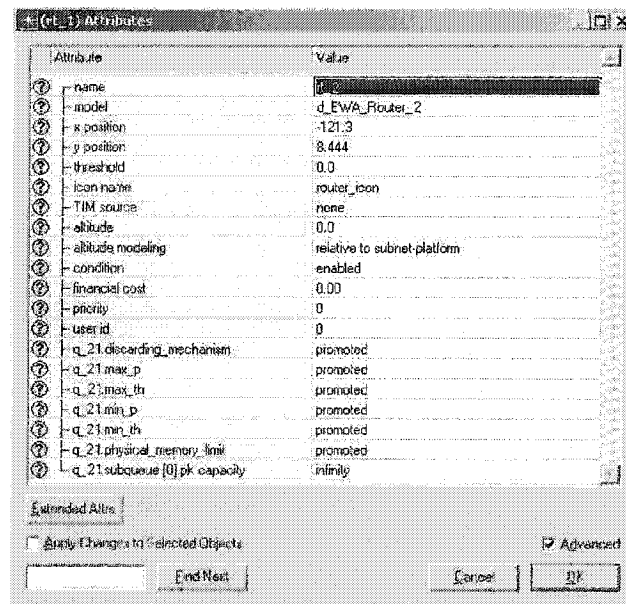 (rt_1) Attributes
Attribute Value
name
model d_EWA_Router_2
x position -121.3
y position 8.444
threshold 0.0
icon name router_icon
TIM source none
altitude 0.0
altitude modeling relative to subnet-platform
condition enabled
financial cost 0.00
priority 0
user id 0
q_21.discarding_mechanism promoted
q_21.max_p promoted
q_21.max_th promoted
q_21.min_p promoted
q_21.min_th promoted
q_21.physical_memory_limit promoted
q_21.subqueue [0].pk capacity infinity
Extended Attrs.
Apply Changes to Selected Objects Advanced
Find Next Cancel OK